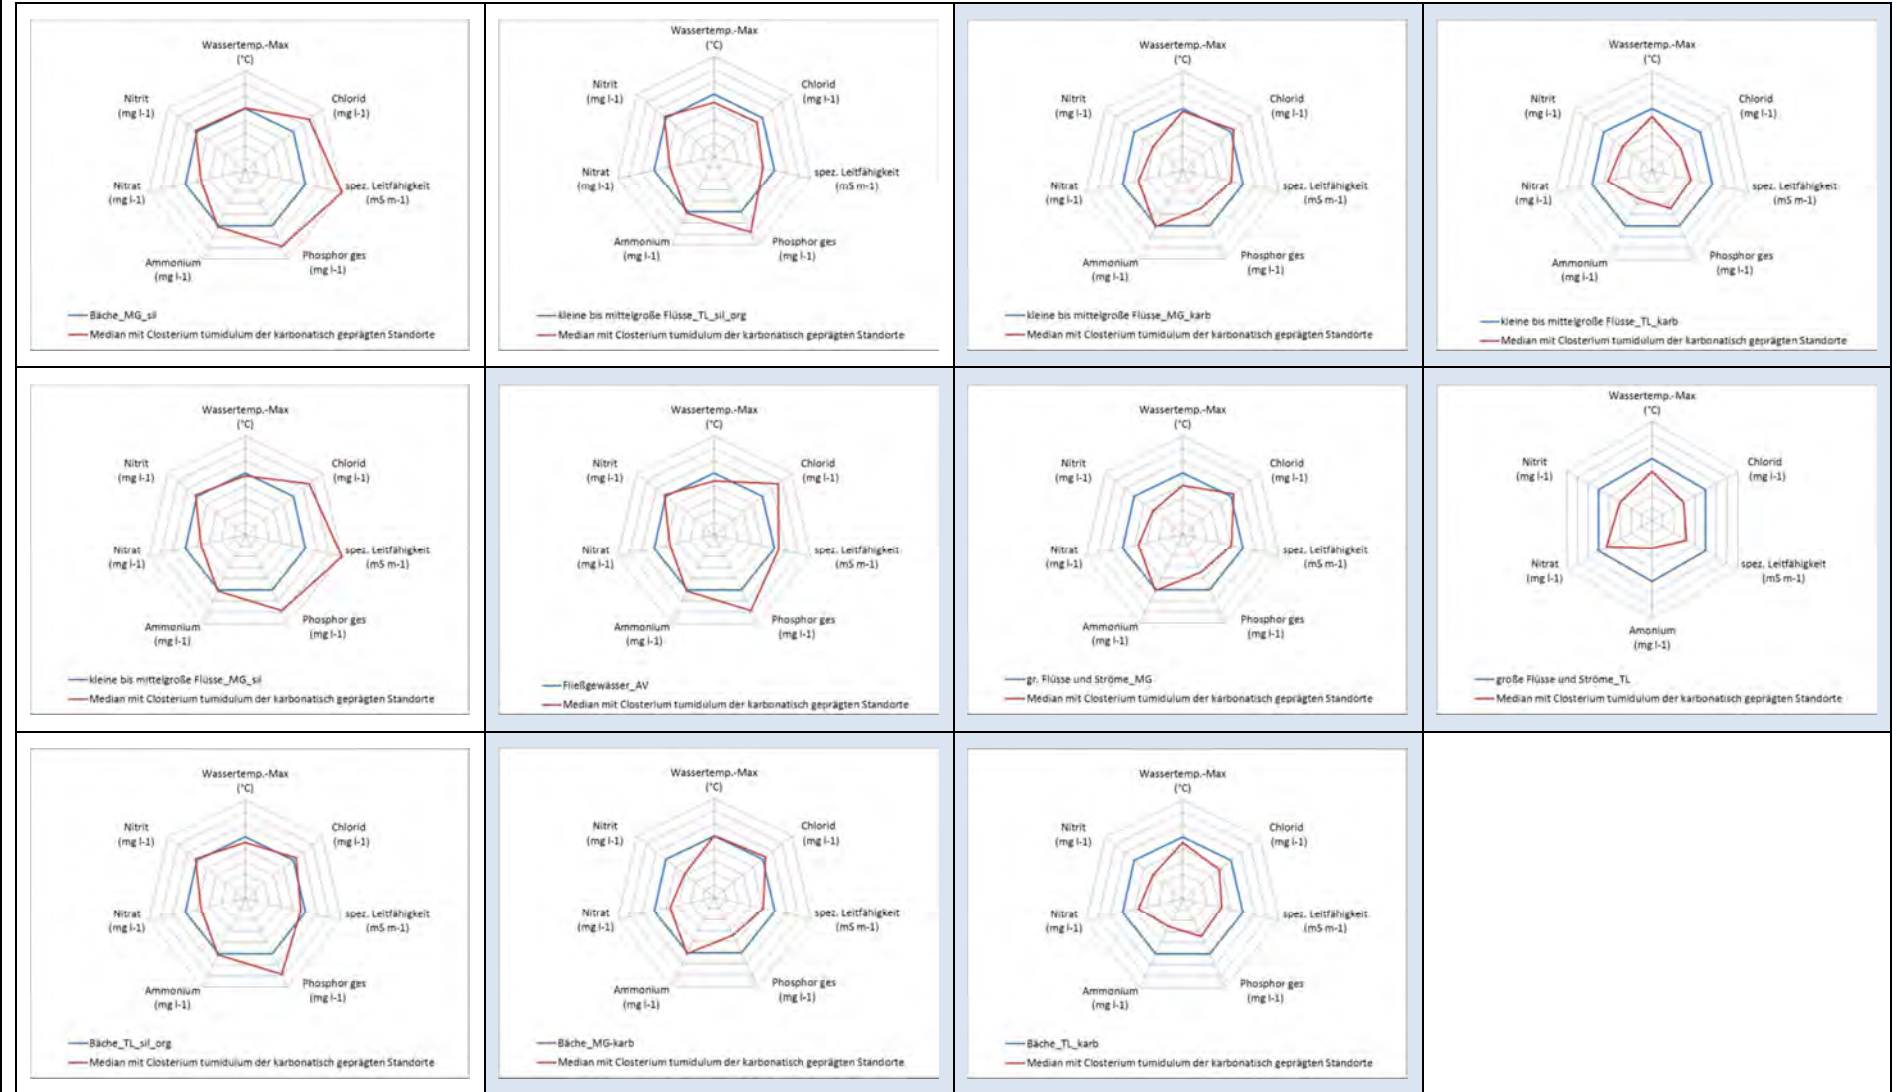 Wassertemp.-Max
(°C)
Nitrit
(mg l-1)
Chlorid
(mg l-1)
Nitrat
(mg l-1)
spez. Leitfähigkeit
(mS m-1)
Ammonium
(mg l-1)
Phosphor ges
(mg l-1)
Bäche_MG_sil
Median mit Closterium tumidulum der karbonatisch geprägten Standorte
Wassertemp.-Max
(°C)
Nitrit
(mg l-1)
Chlorid
(mg l-1)
Nitrat
(mg l-1)
spez. Leitfähigkeit
(mS m-1)
Ammonium
(mg l-1)
Phosphor ges
(mg l-1)
kleine bis mittelgroße Flüsse_TL_sil_org
Median mit Closterium tumidulum der karbonatisch geprägten Standorte
Wassertemp.-Max
(°C)
Nitrit
(mg l-1)
Chlorid
(mg l-1)
Nitrat
(mg l-1)
spez. Leitfähigkeit
(mS m-1)
Ammonium
(mg l-1)
Phosphor ges
(mg l-1)
kleine bis mittelgroße Flüsse_MG_karb
Median mit Closterium tumidulum der karbonatisch geprägten Standorte
Wassertemp.-Max
(°C)
Nitrit
(mg l-1)
Chlorid
(mg l-1)
Nitrat
(mg l-1)
spez. Leitfähigkeit
(mS m-1)
Ammonium
(mg l-1)
Phosphor ges
(mg l-1)
kleine bis mittelgroße Flüsse_TL_karb
Median mit Closterium tumidulum der karbonatisch geprägten Standorte
Wassertemp.-Max
(°C)
Nitrit
(mg l-1)
Chlorid
(mg l-1)
Nitrat
(mg l-1)
spez. Leitfähigkeit
(mS m-1)
Ammonium
(mg l-1)
Phosphor ges
(mg l-1)
kleine bis mittelgroße Flüsse_MG_sil
Median mit Closterium tumidulum der karbonatisch geprägten Standorte
Wassertemp.-Max
(°C)
Nitrit
(mg l-1)
Chlorid
(mg l-1)
Nitrat
(mg l-1)
spez. Leitfähigkeit
(mS m-1)
Ammonium
(mg l-1)
Phosphor ges
(mg l-1)
Fließgewässer_AV
Median mit Closterium tumidulum der karbonatisch geprägten Standorte
Wassertemp.-Max
(°C)
Nitrit
(mg l-1)
Chlorid
(mg l-1)
Nitrat
(mg l-1)
spez. Leitfähigkeit
(mS m-1)
Ammonium
(mg l-1)
Phosphor ges
(mg l-1)
gr. Flüsse und Ströme_MG
Median mit Closterium tumidulum der karbonatisch geprägten Standorte
Wassertemp.-Max
(°C)
Nitrit
(mg l-1)
Chlorid
(mg l-1)
Nitrat
(mg l-1)
spez. Leitfähigkeit
(mS m-1)
Amonium
(mg l-1)
große Flüsse und Ströme_TL
Median mit Closterium tumidulum der karbonatisch geprägten Standorte
Wassertemp.-Max
(°C)
Nitrit
(mg l-1)
Chlorid
(mg l-1)
Nitrat
(mg l-1)
spez. Leitfähigkeit
(mS m-1)
Ammonium
(mg l-1)
Phosphor ges
(mg l-1)
Bäche_TL_sil_org
Median mit Closterium tumidulum der karbonatisch geprägten Standorte
Wassertemp.-Max
(°C)
Nitrit
(mg l-1)
Chlorid
(mg l-1)
Nitrat
(mg l-1)
spez. Leitfähigkeit
(mS m-1)
Ammonium
(mg l-1)
Phosphor ges
(mg l-1)
Bäche_MG-karb
Median mit Closterium tumidulum der karbonatisch geprägten Standorte
Wassertemp.-Max
(°C)
Nitrit
(mg l-1)
Chlorid
(mg l-1)
Nitrat
(mg l-1)
spez. Leitfähigkeit
(mS m-1)
Ammonium
(mg l-1)
Phosphor ges
(mg l-1)
Bäche_TL_karb
Median mit Closterium tumidulum der karbonatisch geprägten Standorte